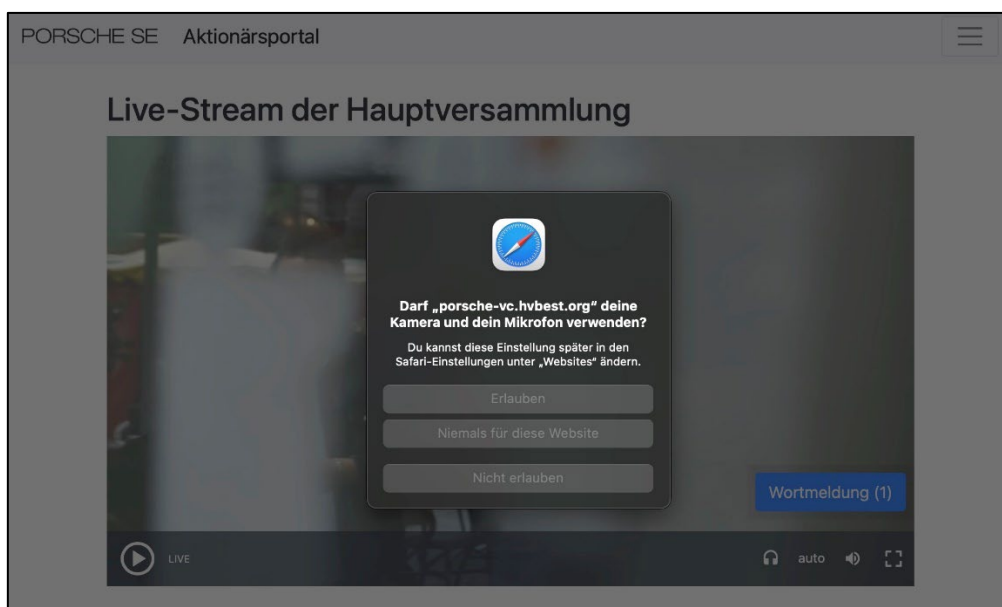 PORSCHE SE Aktionärsportal
Live-Stream der Hauptversammlung
Darf „porsche-vc.hvbest.org“ deine
Kamera und dein Mikrofon verwenden?
Du kannst diese Einstellung später in den
Safari-Einstellungen unter „Websites“ ändern.
Erlauben
Niemals für diese Website
Nicht erlauben
Wortmeldung (1)
LIVE
auto